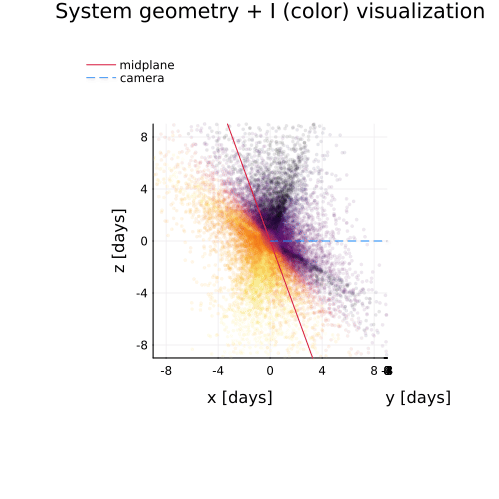 System geometry + I (color) visualization
midplane
camera
8
4
0
-4
-8
z [days]
-8 -4 0 4 8
x [days]
y [days]